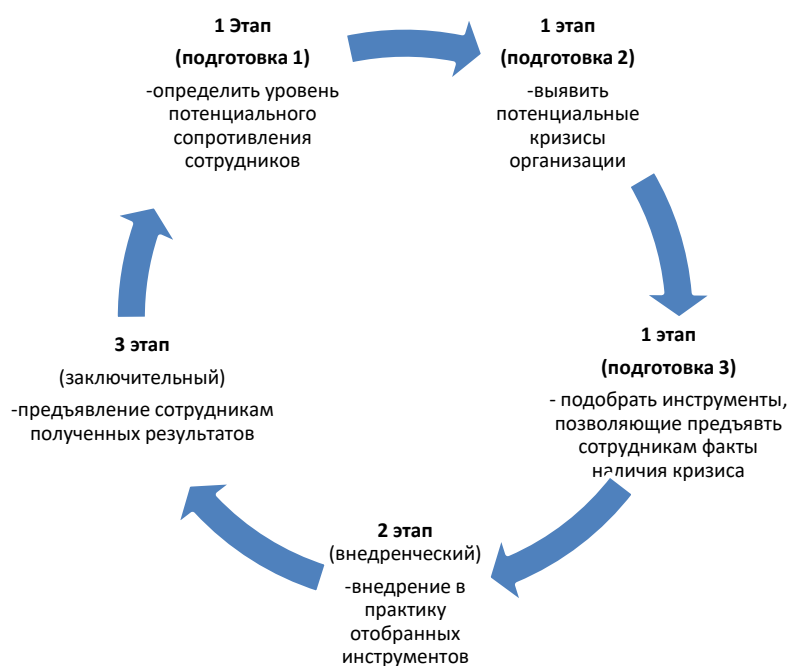 1 Этап
(подготовка 1)
-определить уровень
потенциального
сопротивления
сотрудников
1 этап
(подготовка 2)
-выявить
потенциальные
кризисы
организации
1 этап
(подготовка 3)
- подобрать инструменты,
позволяющие предъявть
сотрудникам факты
наличия кризиса
2 этап
(внедренческий)
-внедрение в
практику
отобранных
инструментов
3 этап
(заключительный)
-предъявление сотрудникам
полученных результатов